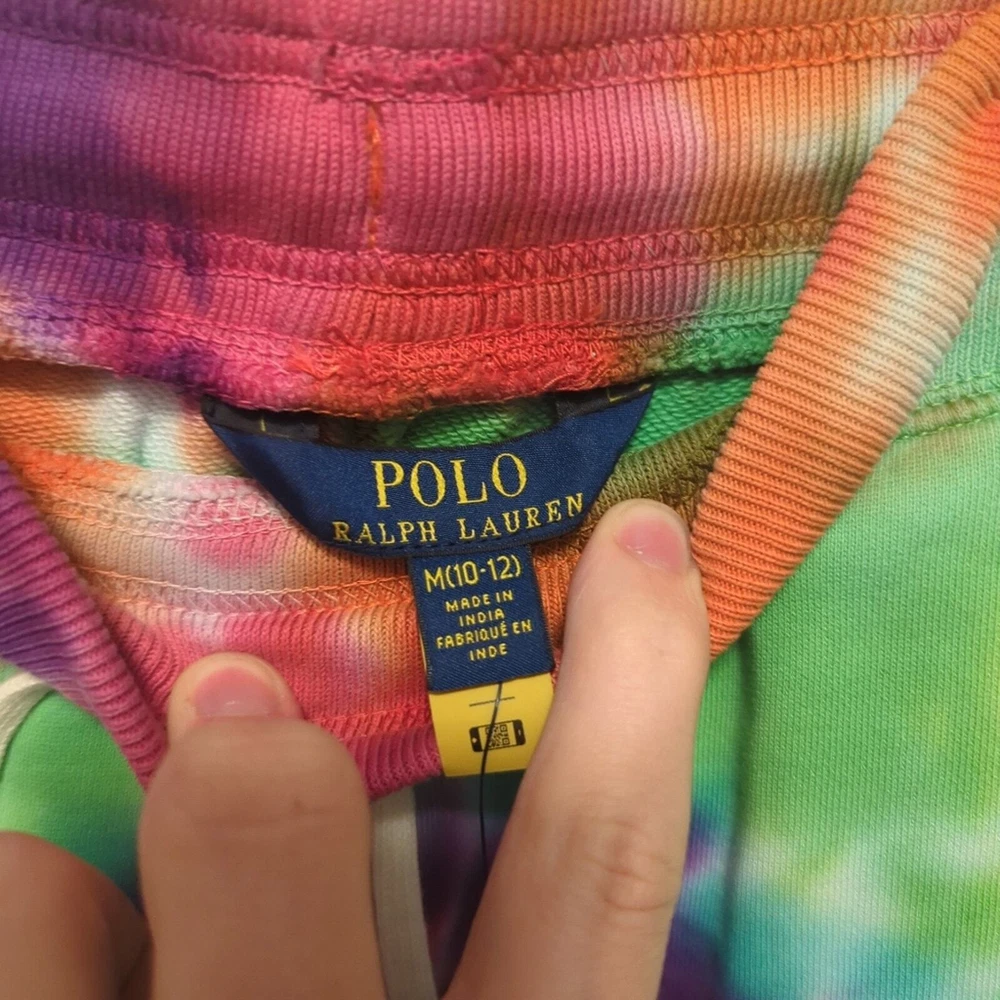 POLO
RALPH LAUREN
M(10-12)
MADE IN
INDIA
FABRIQUÉ EN
INDE